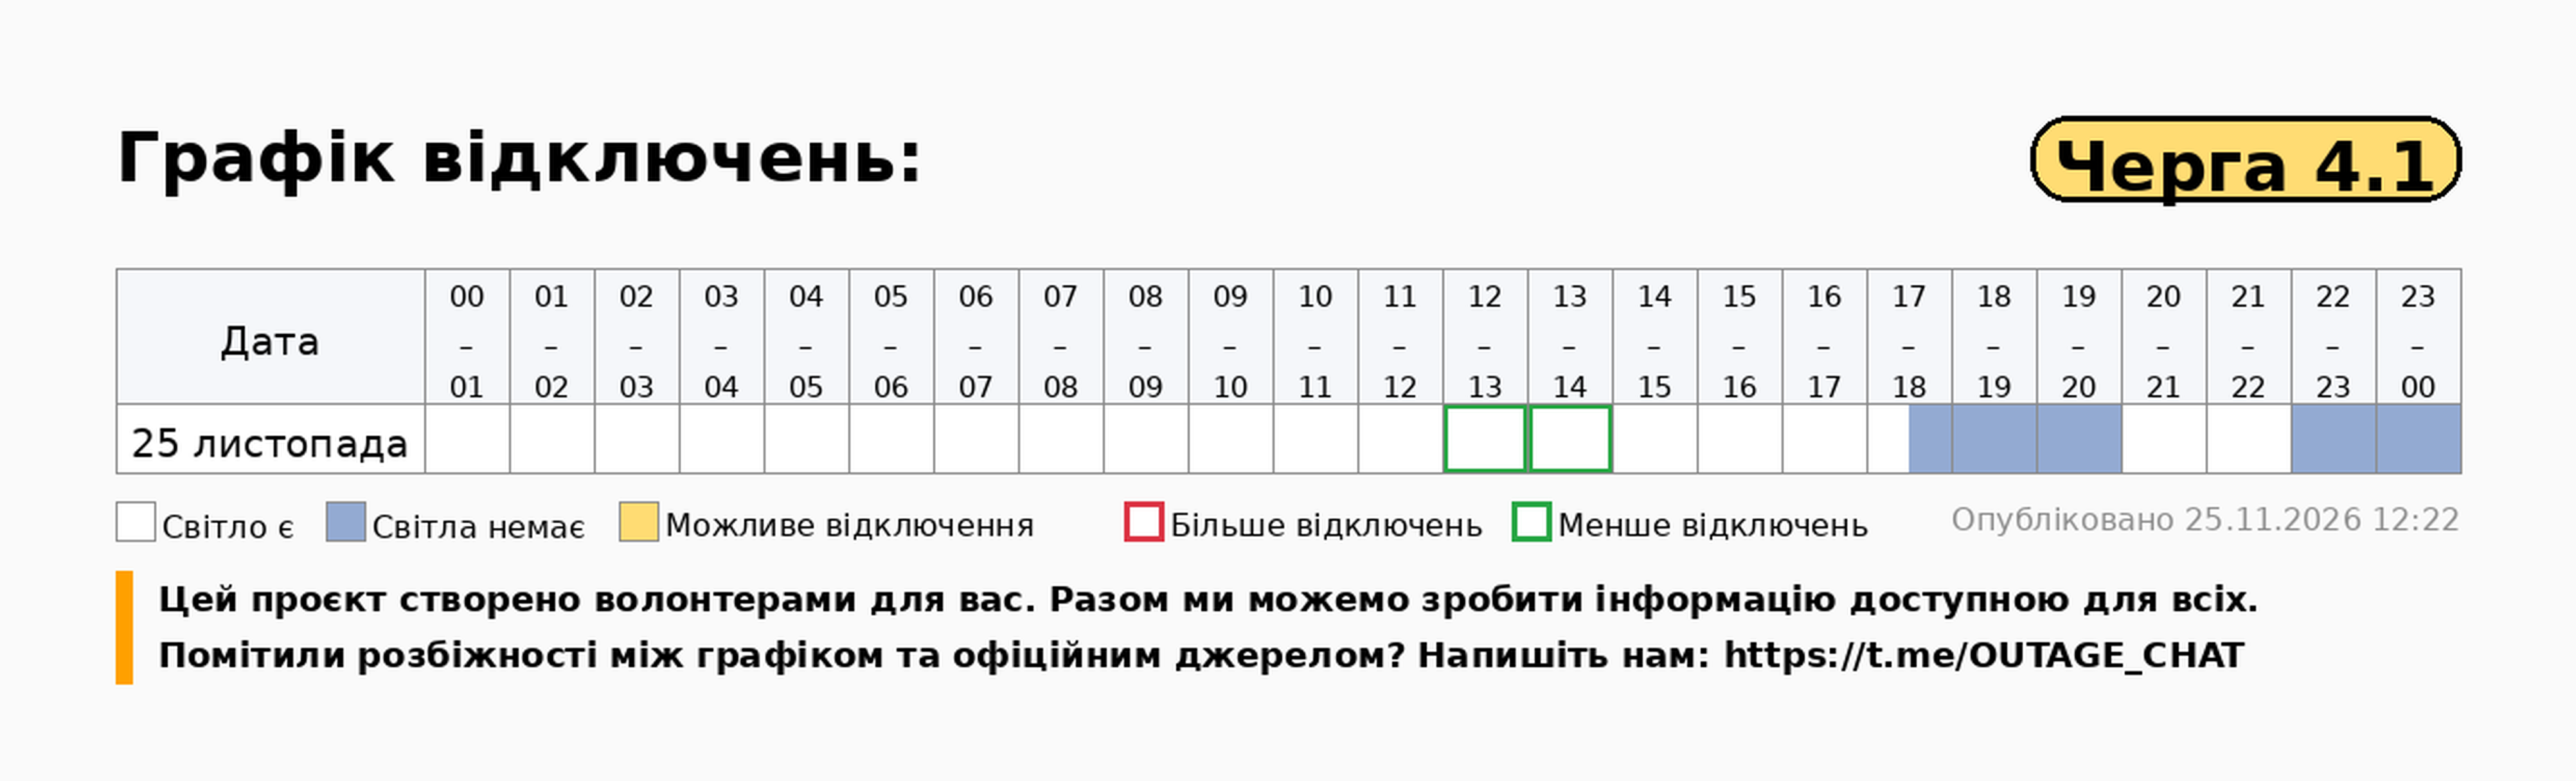 Графік відключень:
Черга 4.1
Дата
00 – 01
01 – 02
02 – 03
03 – 04
04 – 05
05 – 06
06 – 07
07 – 08
08 – 09
09 – 10
10 – 11
11 – 12
12 – 13
13 – 14
14 – 15
15 – 16
16 – 17
17 – 18
18 – 19
19 – 20
20 – 21
21 – 22
22 – 23
23 – 00
25 листопада
Світло є
Світла немає
Можливе відключення
Більше відключень
Менше відключень
Опубліковано 25.11.2026 12:22
Цей проєкт створено волонтерами для вас. Разом ми можемо зробити інформацію доступною для всіх.
Помітили розбіжності між графіком та офіційним джерелом? Напишіть нам: https://t.me/OUTAGE_CHAT